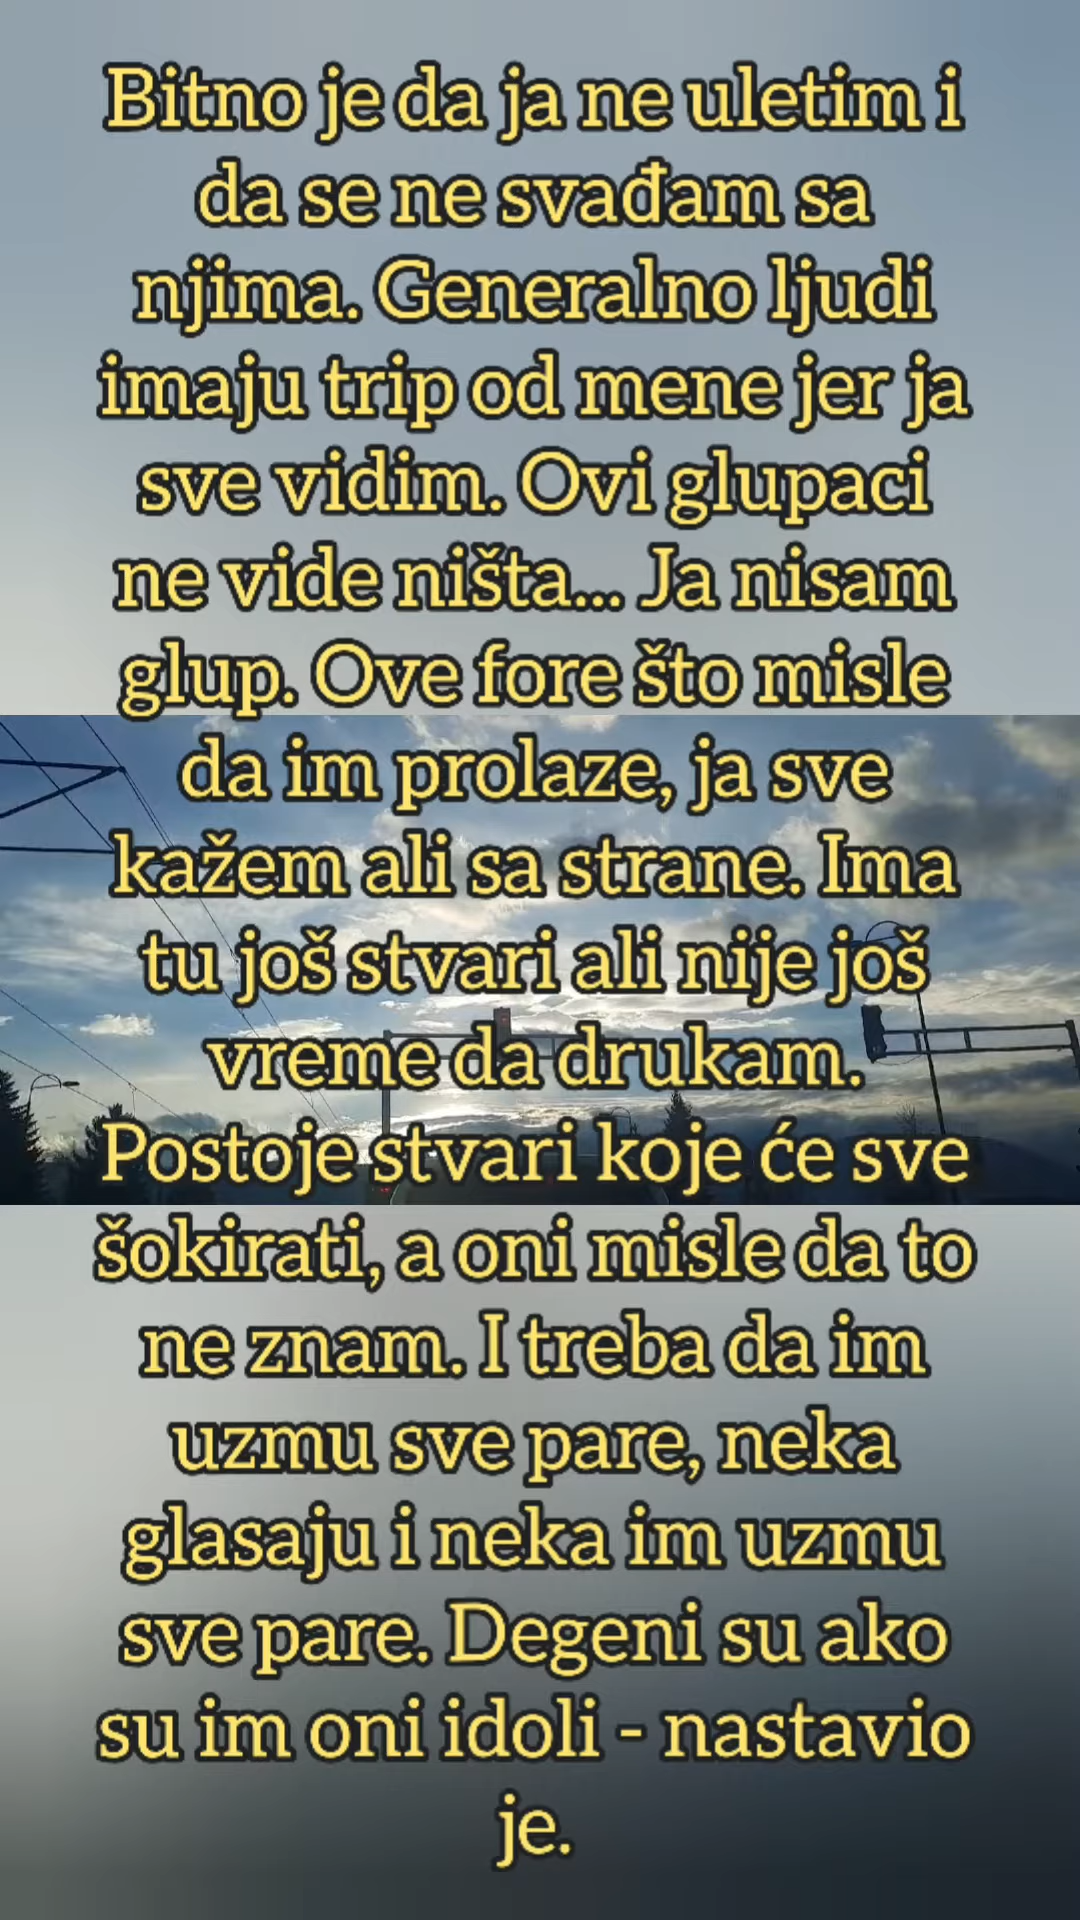 Bitno je da ja ne uletim i
da se ne svađam sa
njima. Generalno ljudi
imaju trip od mene jer ja
sve vidim. Ovi glupaci
ne vide ništa... Ja nisam
glup. Ove fore što misle
da im prolaze, ja sve
kažem ali sa strane. Ima
tu još stvari ali nije još
vreme da drukam.
Postoje stvari koje će sve
šokirati, a oni misle da to
ne znam. I treba da im
uzmu sve pare, neka
glasaju i neka im uzmu
sve pare. Degeni su ako
su im oni idoli - nastavio
je.